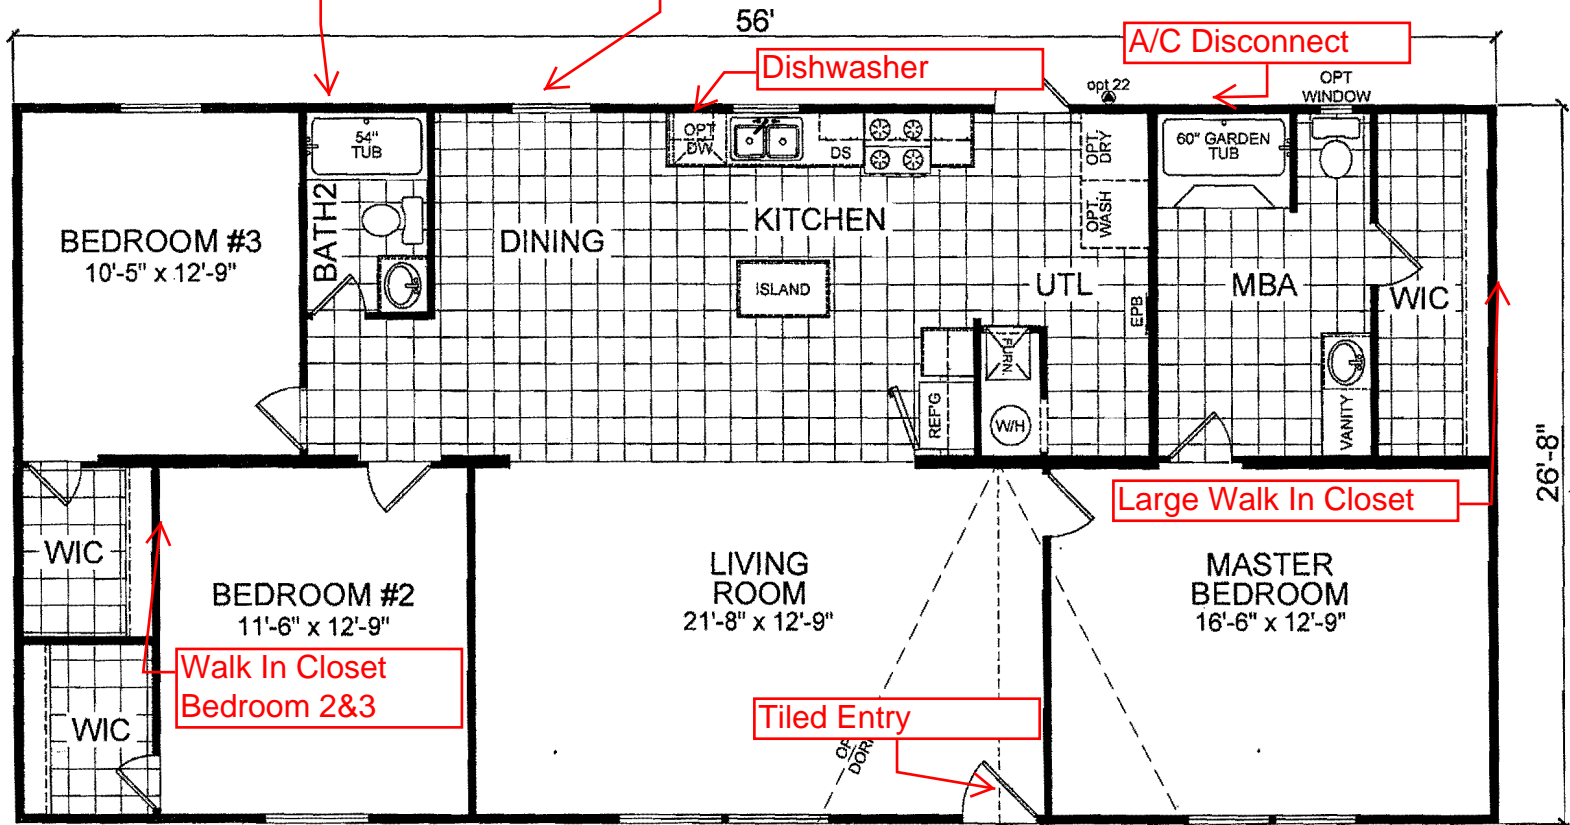 56'
A/C Disconnect
Dishwasher
opt 22
OPT
WINDOW
54"
TUB
OPT
DW
DS
OPT.
DRY
60" GARDEN
TUB
BATH2
OPT.
WASH
KITCHEN
BEDROOM #3
10'-5" x 12'-9"
DINING
ISLAND
UTL
MBA
WIC
EPB
FURN
REF'G
W/H
VANITY
26'-8"
Large Walk In Closet
WIC
BEDROOM #2
11'-6" x 12'-9"
LIVING
ROOM
21'-8" x 12'-9"
MASTER
BEDROOM
16'-6" x 12'-9"
Walk In Closet
Bedroom 2&3
WIC
Tiled Entry